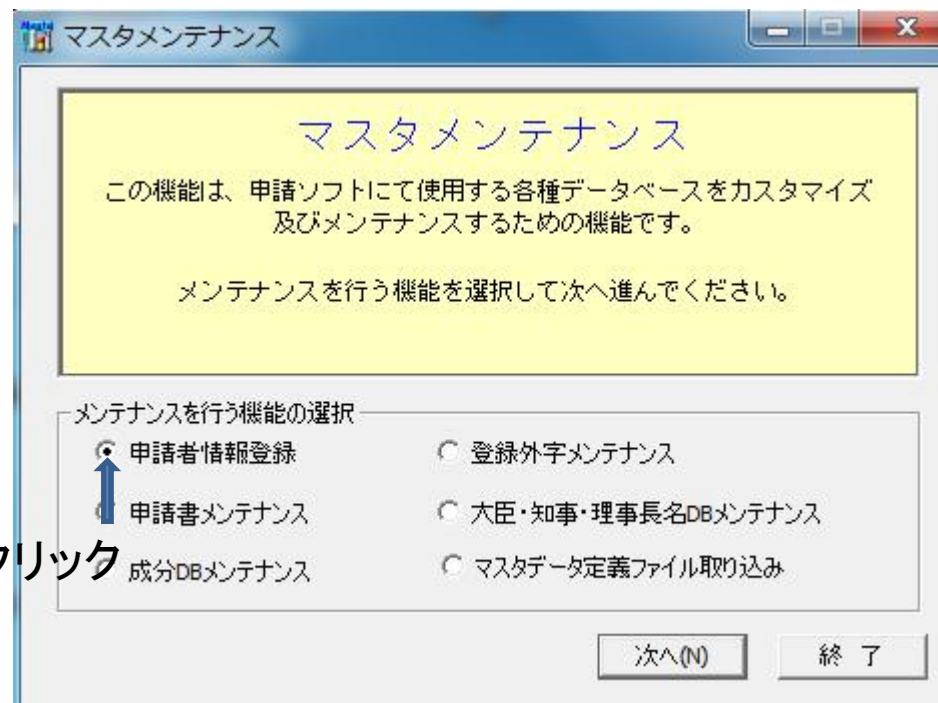 マスタメンテナンス
マスタメンテナンス
この機能は、申請ソフトにて使用する各種データベースをカスタマイズ
及びメンテナンスするための機能です。
メンテナンスを行う機能を選択して次へ進んでください。
メンテナンスを行う機能の選択
申請者情報登録
登録外字メンテナンス
申請書メンテナンス
大臣・知事・理事長名DBメンテナンス
クリック
成分DBメンテナンス
マスタデータ定義ファイル取り込み
次へ(N)
終 了